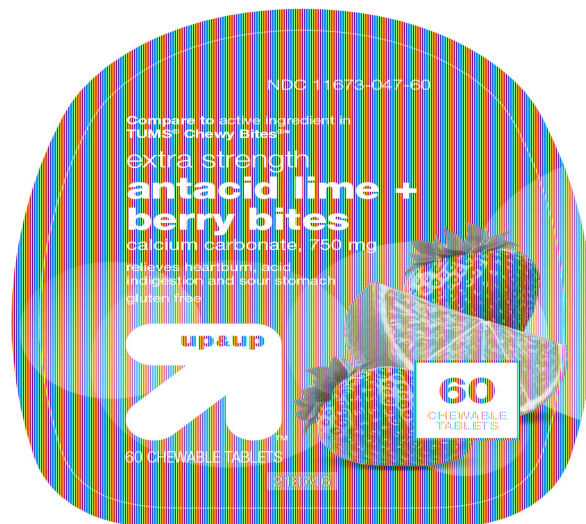 NDC 11673-047-60
Compare to active ingredient in
TUMS® Chewy Bites®*
extra strength
antacid lime +
berry bites
calcium carbonate, 750 mg
relieves heartburn, acid
indigestion and sour stomach
gluten free
up&up
™
60 CHEWABLE TABLETS
60
CHEWABLE
TABLETS